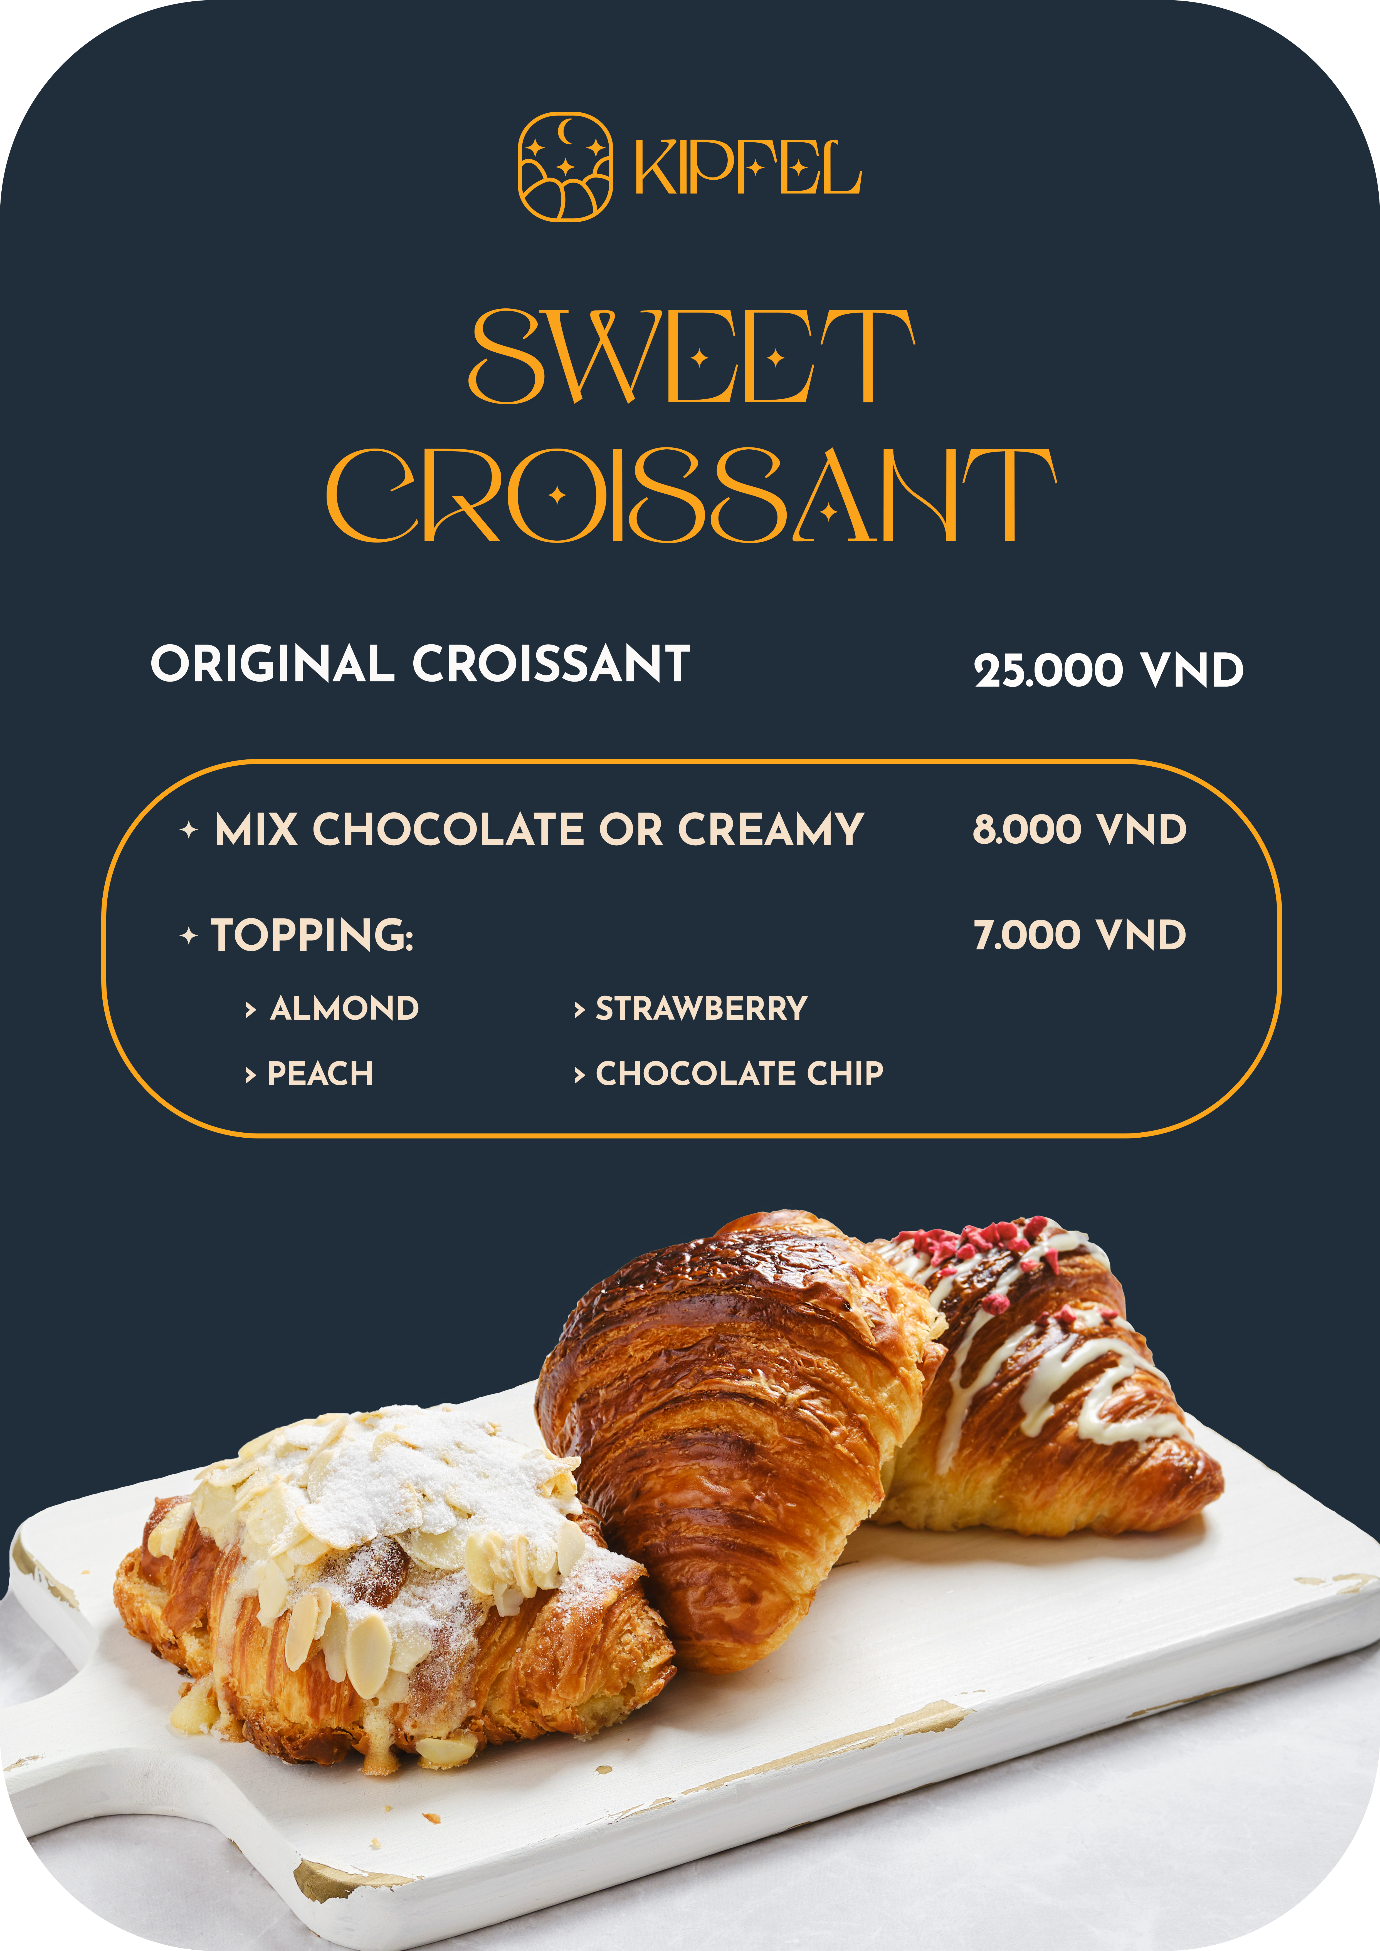 KIPFEL
SWEET
CROISSANT
ORIGINAL CROISSANT 25.000 VND
MIX CHOCOLATE OR CREAMY 8.000 VND
TOPPING: 7.000 VND
> ALMOND > STRAWBERRY
> PEACH > CHOCOLATE CHIP